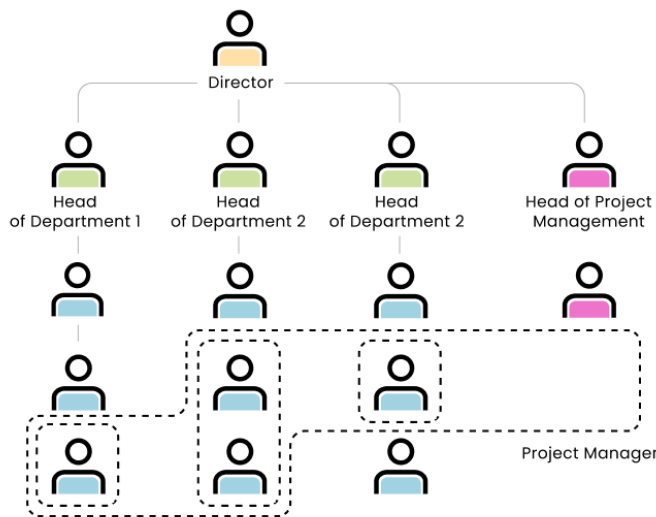 Director
Head
of Department 1
Head
of Department 2
Head
of Department 2
Head of Project
Management
Project Manager